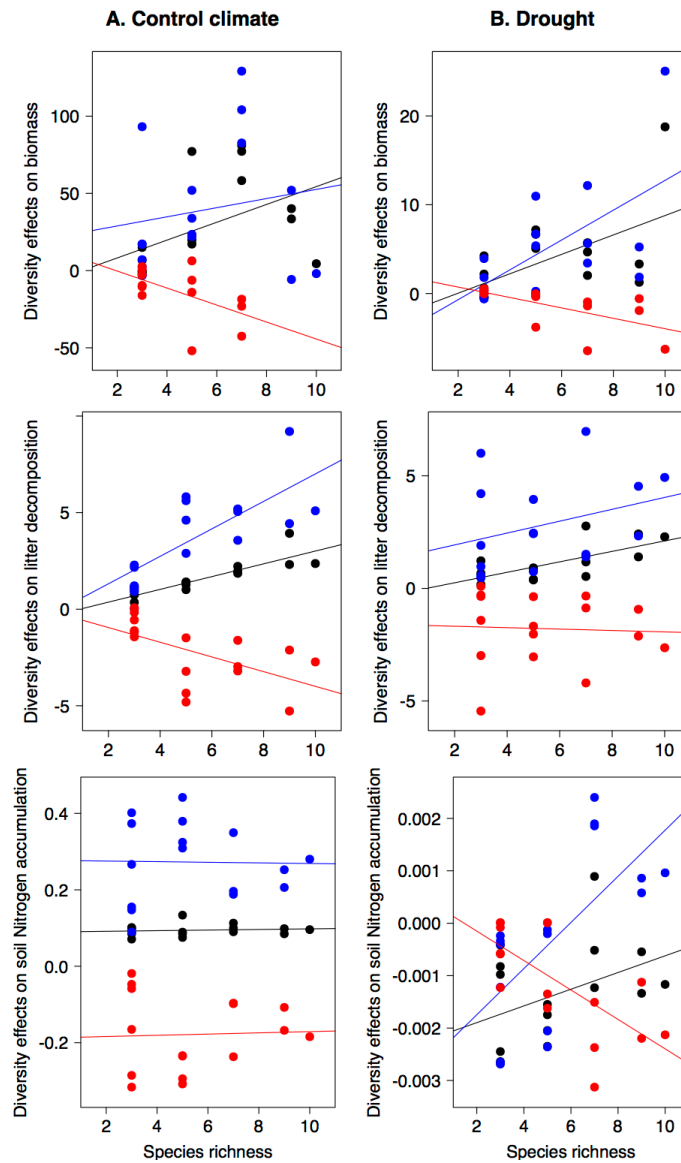 A. Control climate
B. Drought
Diversity effects on biomass
100
50
0
-50
2 4 6 8 10
Diversity effects on biomass
20
10
0
2 4 6 8 10
Diversity effects on litter decomposition
5
0
-5
2 4 6 8 10
Diversity effects on litter decomposition
5
0
-5
2 4 6 8 10
Diversity effects on soil Nitrogen accumulation
0.4
0.2
0.0
-0.2
2 4 6 8 10
Species richness
Diversity effects on soil Nitrogen accumulation
0.002
0.001
0.000
-0.001
-0.002
-0.003
2 4 6 8 10
Species richness